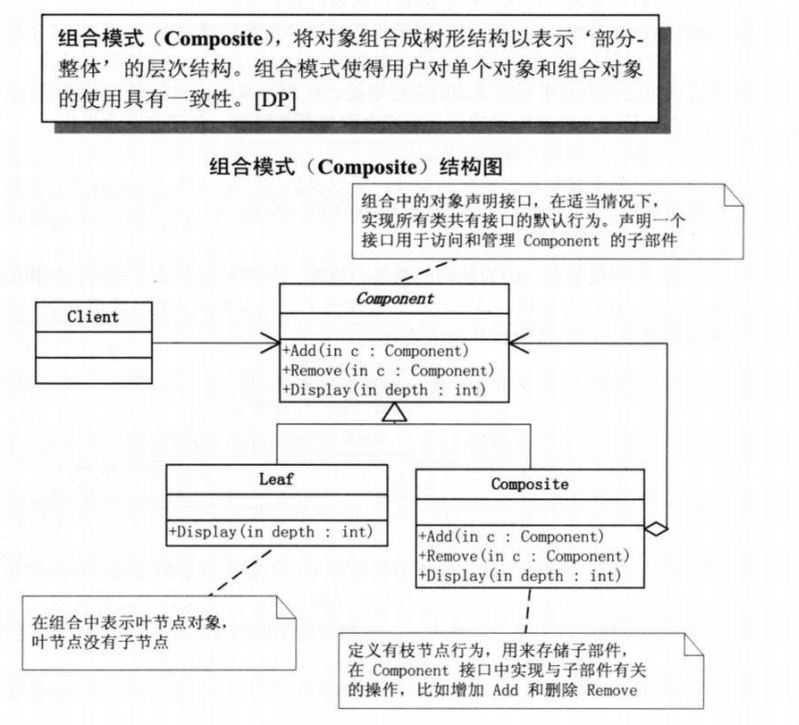 组合模式（Composite），将对象组合成树形结构以表示‘部分-
整体’的层次结构。组合模式使得用户对单个对象和组合对象
的使用具有一致性。[DP]
组合模式（Composite）结构图
组合中的对象声明接口，在适当情况下，
实现所有类共有接口的默认行为。声明一个
接口用于访问和管理 Component 的子部件
Client
Component
+Add(in c : Component)
+Remove(in c : Component)
+Display(in depth : int)
Leaf
+Display(in depth : int)
Composite
+Add(in c : Component)
+Remove(in c : Component)
+Display(in depth : int)
在组合中表示叶节点对象，
叶节点没有子节点
定义有枝节点行为，用来存储子部件，
在 Component 接口中实现与子部件有关
的操作，比如增加 Add 和删除 Remove